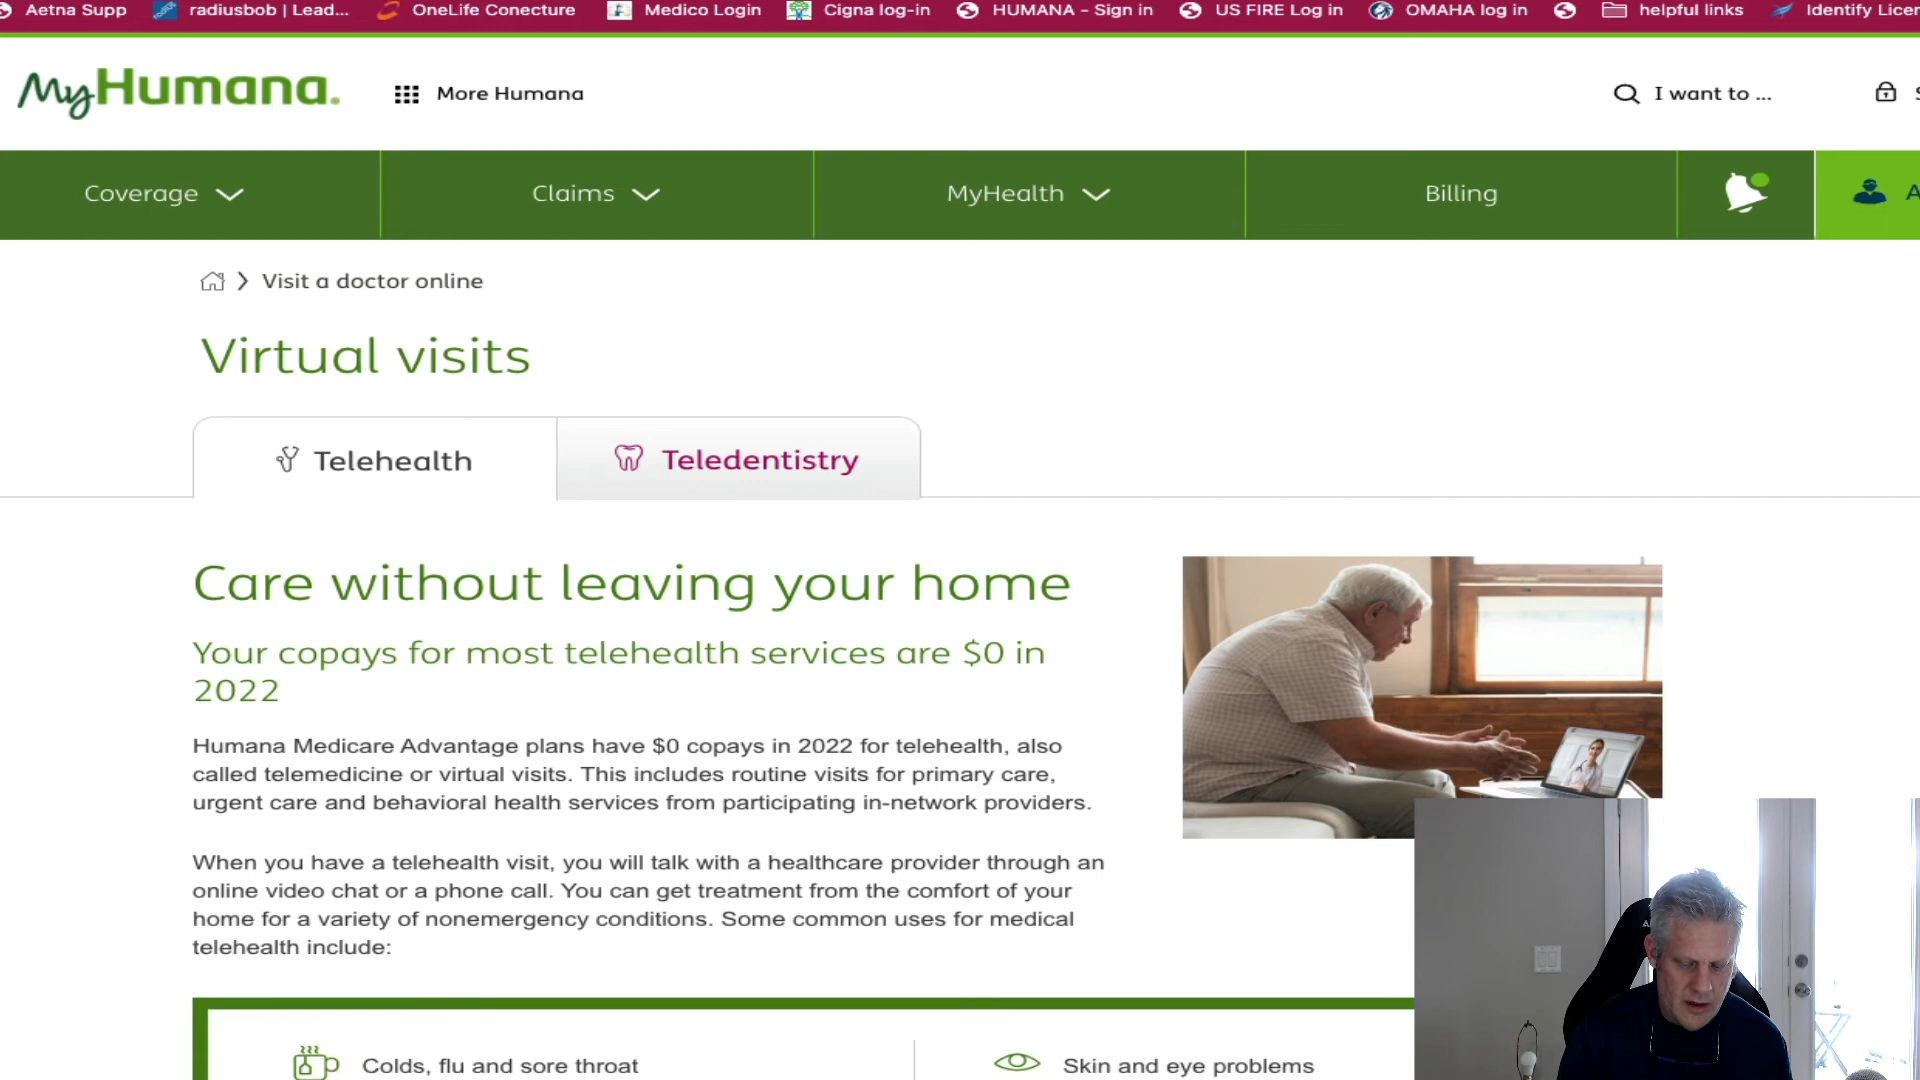 Aetna Supp radiusbob | Lead... OneLife Conecture Medico Login Cigna log-in HUMANA - Sign in US FIRE Log in OMAHA log in helpful links Identify Licen
MyHumana. More Humana I want to ... S
Coverage Claims MyHealth Billing A
Visit a doctor online
Virtual visits
Telehealth Teledentistry
Care without leaving your home
Your copays for most telehealth services are $0 in
2022
Humana Medicare Advantage plans have $0 copays in 2022 for telehealth, also
called telemedicine or virtual visits. This includes routine visits for primary care,
urgent care and behavioral health services from participating in-network providers.
When you have a telehealth visit, you will talk with a healthcare provider through an
online video chat or a phone call. You can get treatment from the comfort of your
home for a variety of nonemergency conditions. Some common uses for medical
telehealth include:
Colds, flu and sore throat Skin and eye problems